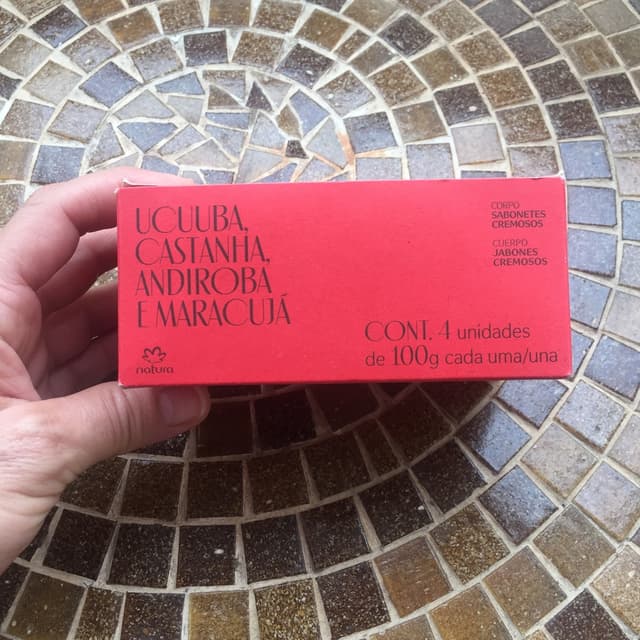 UCUUBA,
CASTANHA,
ANDIROBA
E MARACUJÁ
natura
CORPO
SABONETES
CREMOSOS
CUERPO
JABONES
CREMOSOS
CONT. 4 unidades
de 100g cada uma/una